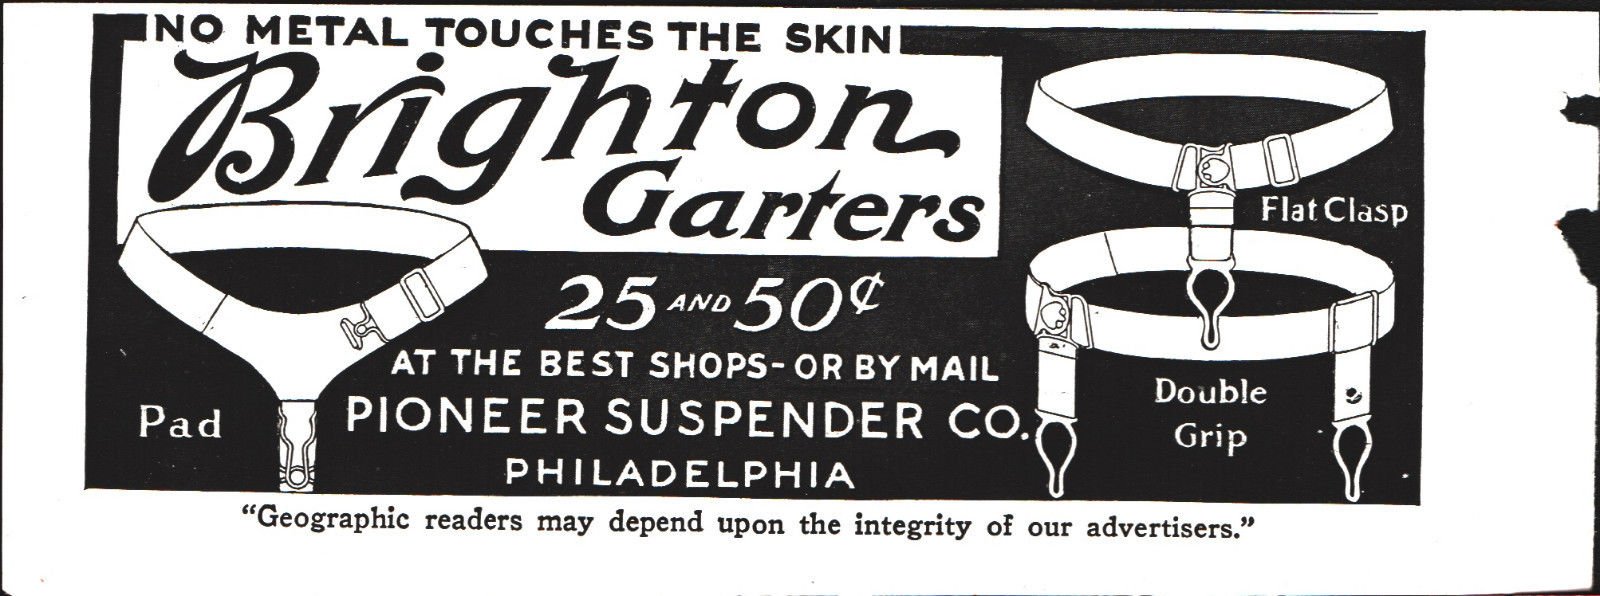 NO METAL TOUCHES THE SKIN
Brighton
Garters
25 AND 50¢
AT THE BEST SHOPS-OR BY MAIL
PIONEER SUSPENDER CO.
PHILADELPHIA
Pad
Flat Clasp
Double
Grip
"Geographic readers may depend upon the integrity of our advertisers."